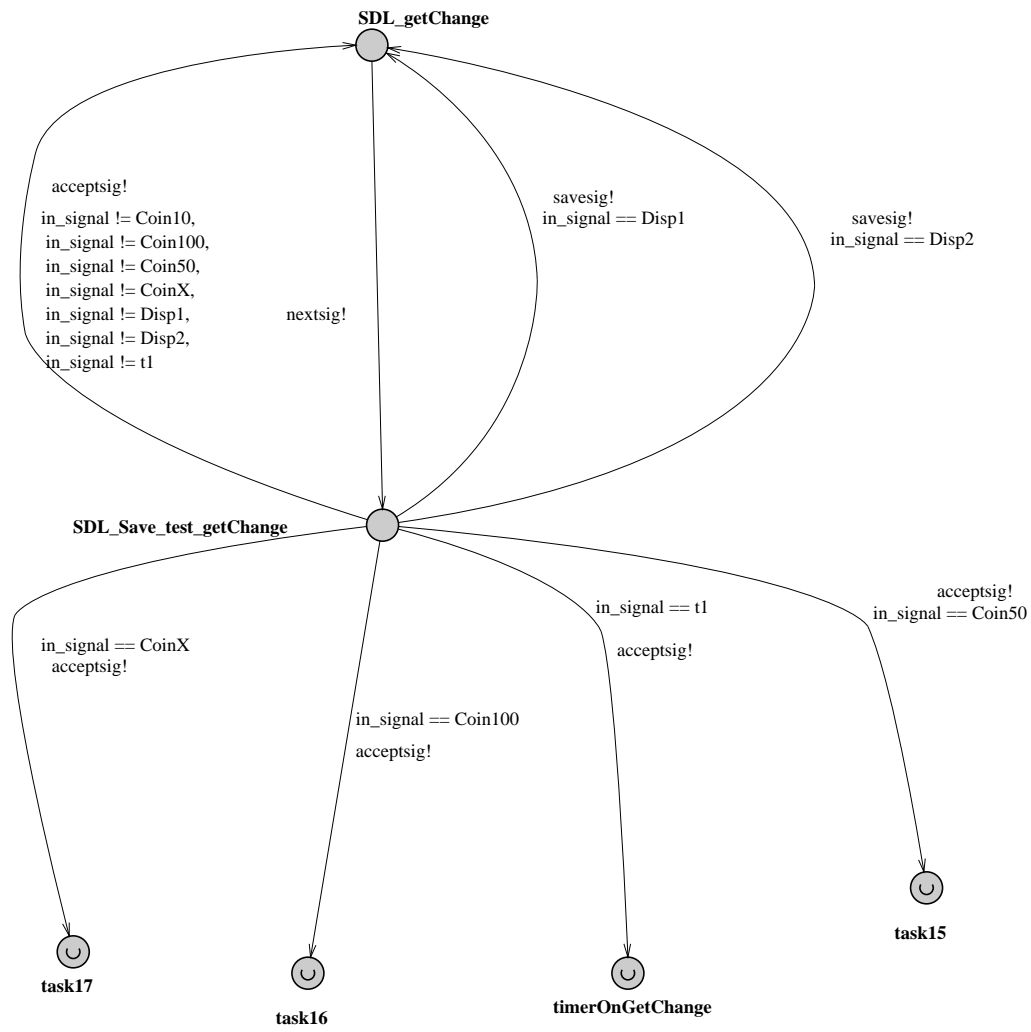 SDL_getChange
acceptsig!
in_signal != Coin10,
in_signal != Coin100,
in_signal != Coin50,
in_signal != CoinX,
in_signal != Disp1,
in_signal != Disp2,
in_signal != t1
nextsig!
savesig!
in_signal == Disp1
savesig!
in_signal == Disp2
SDL_Save_test_getChange
in_signal == CoinX
acceptsig!
in_signal == Coin100
acceptsig!
in_signal == t1
acceptsig!
acceptsig!
in_signal == Coin50
task17
task16
timerOnGetChange
task15